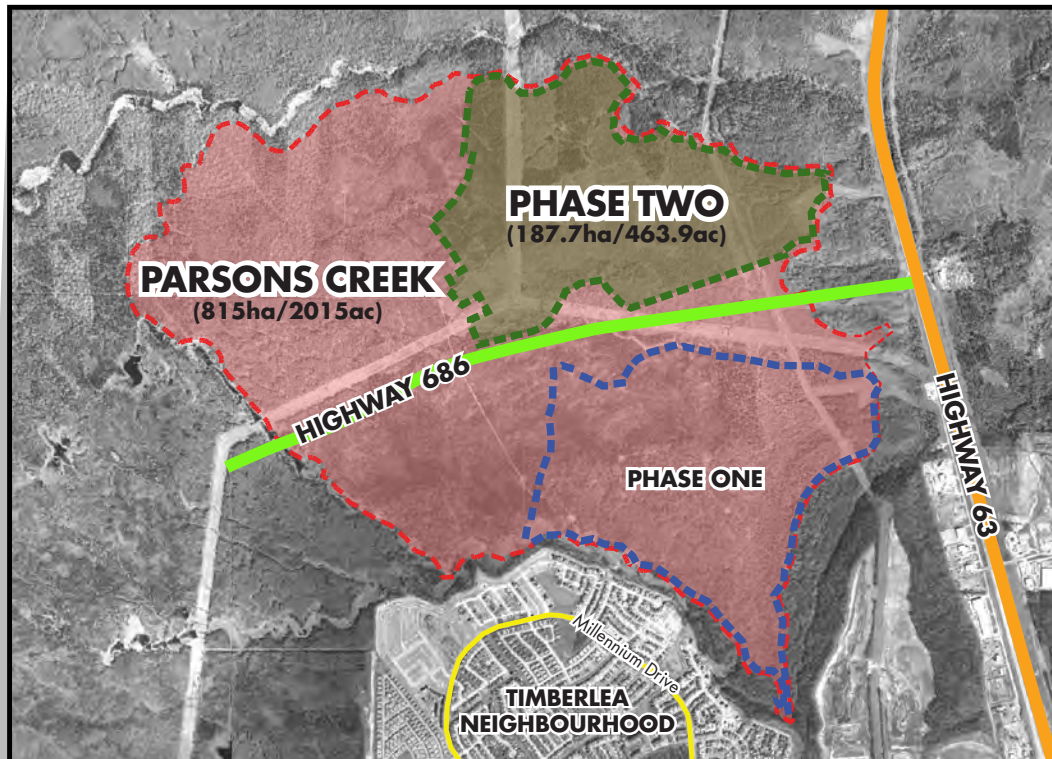 PHASE TWO
(187.7ha/463.9ac)
PARSONS CREEK
(815ha/2015ac)
HIGHWAY 686
HIGHWAY 63
PHASE ONE
Millennium Drive
TIMBERLEA
NEIGHBOURHOOD